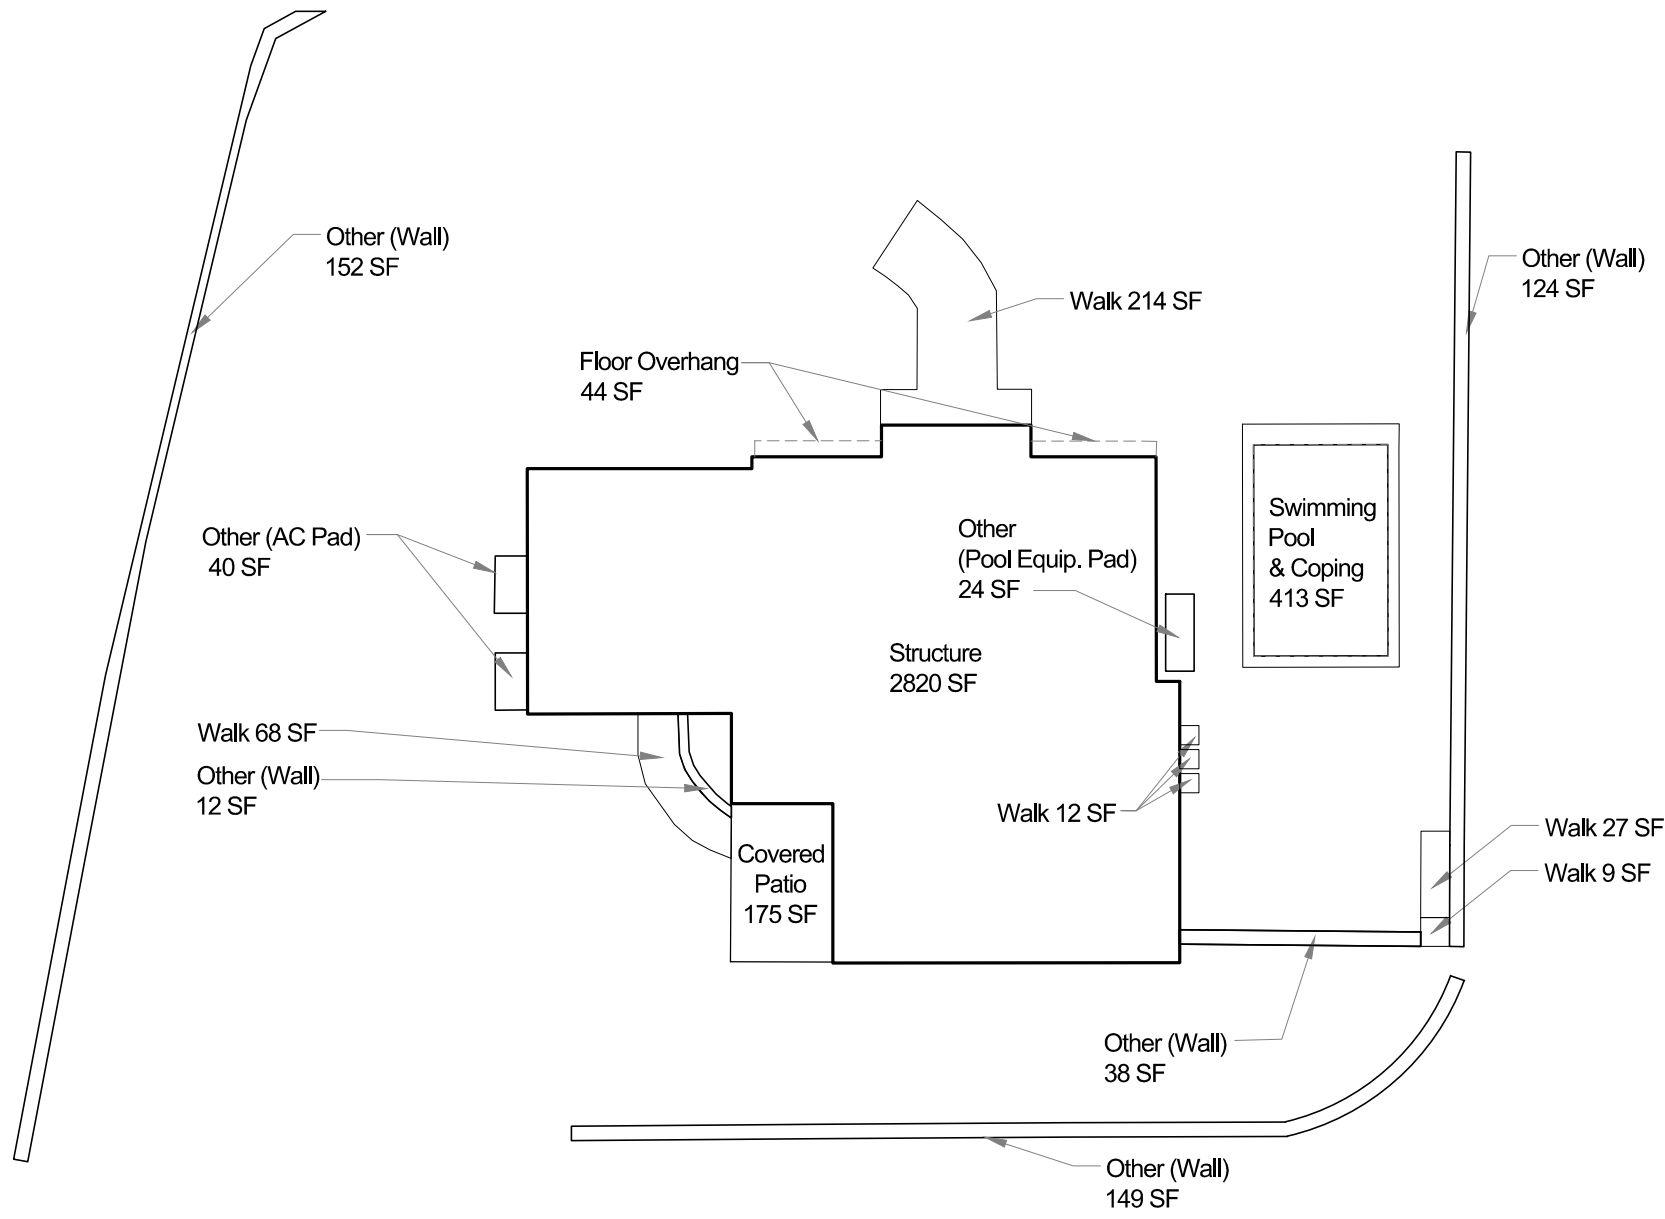 Other (Wall)
152 SF
Other (Wall)
124 SF
Walk 214 SF
Floor Overhang
44 SF
Swimming
Pool
& Coping
413 SF
Other (AC Pad)
40 SF
Other
(Pool Equip. Pad)
24 SF
Structure
2820 SF
Walk 68 SF
Other (Wall)
12 SF
Walk 12 SF
Covered
Patio
175 SF
Walk 27 SF
Walk 9 SF
Other (Wall)
38 SF
Other (Wall)
149 SF